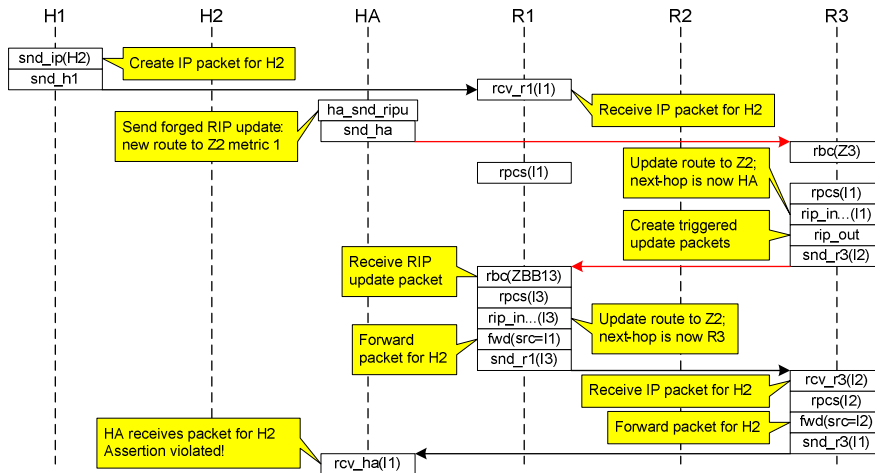 H1 H2 HA R1 R2 R3
snd_ip(H2)
snd_h1
Create IP packet for H2
rcv_r1(I1)
Receive IP packet for H2
ha_snd_ripu
snd_ha
Send forged RIP update:
new route to Z2 metric 1
rbc(Z3)
rpcs(I1)
Update route to Z2;
next-hop is now HA
rpcs(I1)
rip_in...(I1)
rip_out
snd_r3(I2)
Create triggered
update packets
Receive RIP
update packet
rbc(ZBB13)
rpcs(I3)
rip_in...(I3)
fwd(src=I1)
snd_r1(I3)
Update route to Z2;
next-hop is now R3
Forward
packet for H2
Receive IP packet for H2
rcv_r3(I2)
rpcs(I2)
fwd(src=I2)
snd_r3(I1)
Forward packet for H2
HA receives packet for H2
Assertion violated!
rcv_ha(I1)